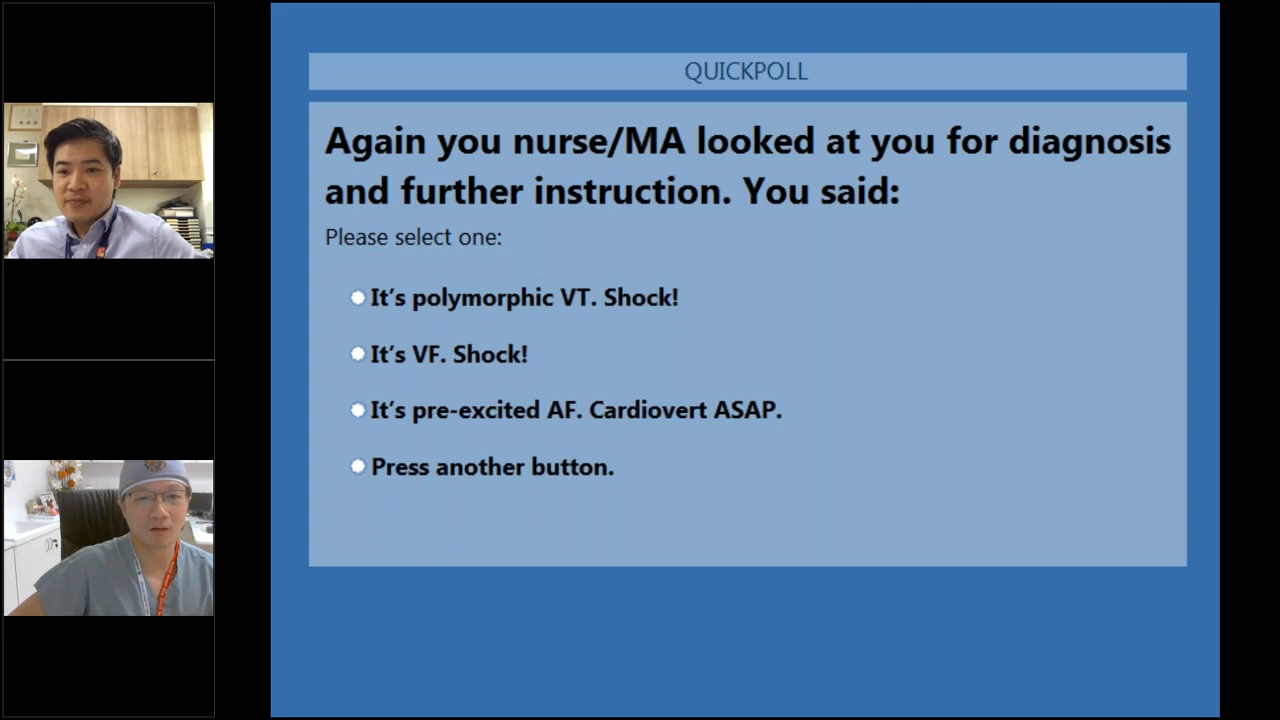 QUICKPOLL
Again you nurse/MA looked at you for diagnosis
and further instruction. You said:
Please select one:
It's polymorphic VT. Shock!
It's VF. Shock!
It's pre-excited AF. Cardiovert ASAP.
Press another button.